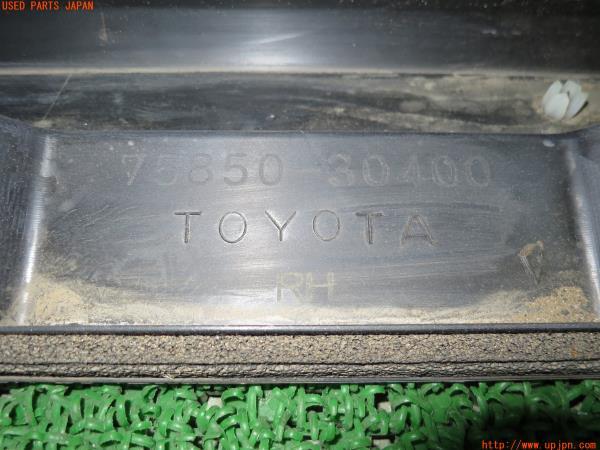 USED PARTS JAPAN
75850-30400
TOYOTA
RH
http://www.upjpn.com/